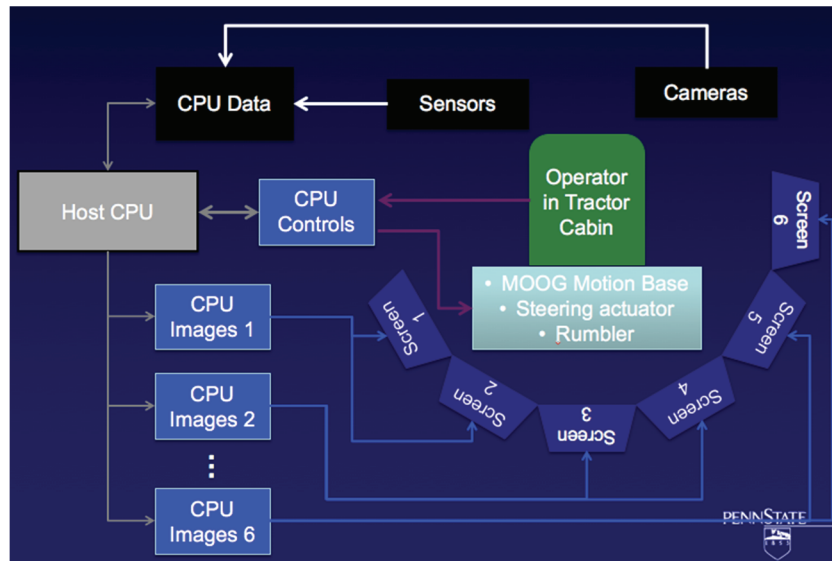 CPU Data
Sensors
Cameras
Host CPU
CPU
Controls
Operator
in Tractor
Cabin
• MOOG Motion Base
• Steering actuator
• Rumbler
CPU
Images 1
CPU
Images 2
CPU
Images 6
Screen
1
Screen
2
Screen
3
Screen
4
Screen
5
Screen
6
PENNSTATE
1855